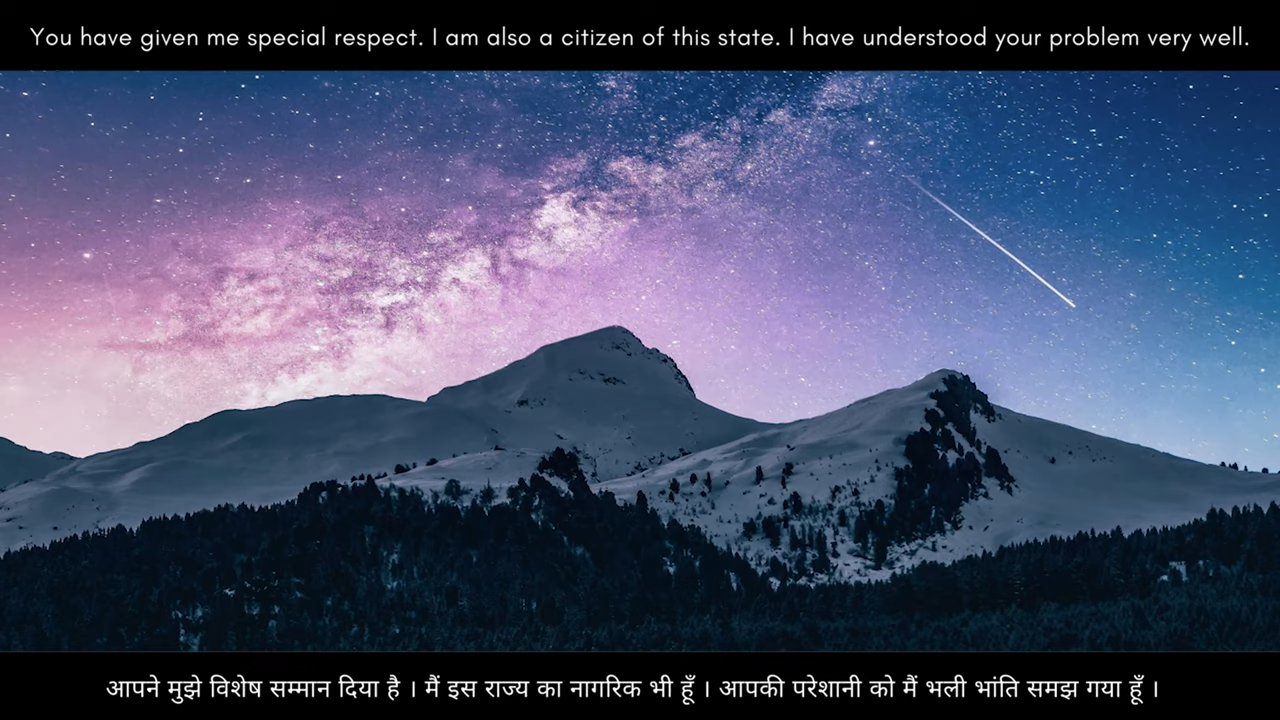 You have given me special respect. I am also a citizen of this state. I have understood your problem very well.
आपने मुझे विशेष सम्मान दिया है । मैं इस राज्य का नागरिक भी हूँ । आपकी परेशानी को मैं भली भांति समझ गया हूँ ।